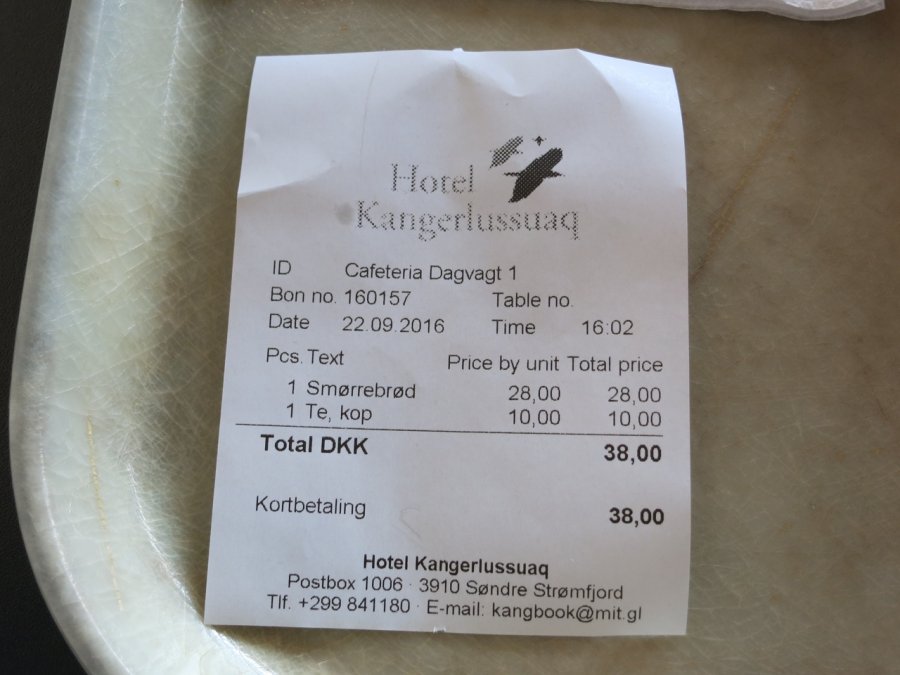 Hotel
Kangerlussuaq
ID Cafeteria Dagvagt 1
Bon no. 160157 Table no.
Date 22.09.2016 Time 16:02
Pcs. Text Price by unit Total price
1 Smørrebrød 28,00 28,00
1 Te, kop 10,00 10,00
Total DKK 38,00
Kortbetaling 38,00
Hotel Kangerlussuaq
Postbox 1006 · 3910 Søndre Strømfjord
Tlf. +299 841180 · E-mail: kangbook@mit.gl